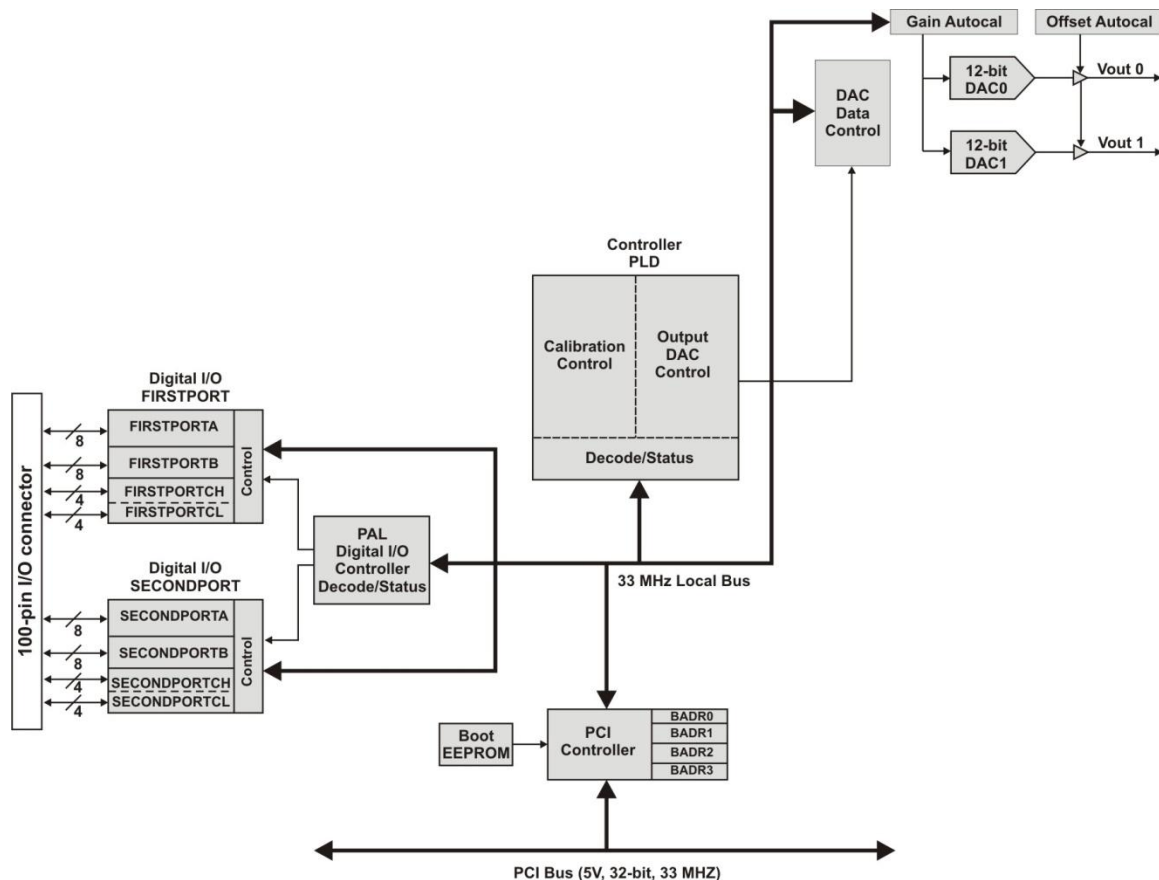 Gain Autocal
Offset Autocal
12-bit
DAC0
Vout 0
DAC
Data
Control
12-bit
DAC1
Vout 1
Controller
PLD
Calibration
Control
Output
DAC
Control
Decode/Status
Digital I/O
FIRSTPORT
100-pin I/O connector
8
FIRSTPORTA
8
FIRSTPORTB
4
FIRSTPORTCH
4
FIRSTPORTCL
Control
PAL
Digital I/O
Controller
Decode/Status
33 MHz Local Bus
Digital I/O
SECONDPORT
8
SECONDPORTA
8
SECONDPORTB
4
SECONDPORTCH
4
SECONDPORTCL
Control
Boot
EEPROM
PCI
Controller
BADR0
BADR1
BADR2
BADR3
PCI Bus (5V, 32-bit, 33 MHZ)